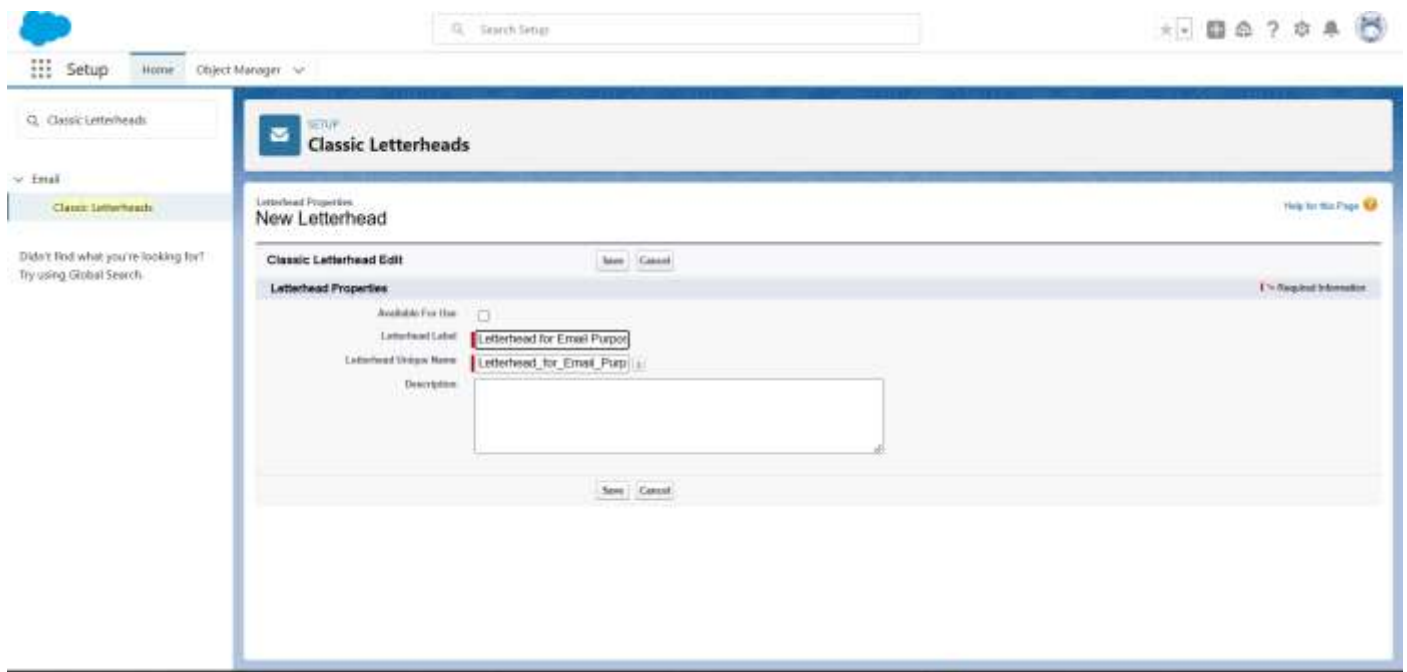 Search Setup
Setup
Home
Object Manager
Classic Letterheads
Email
Classic Letterheads
Didn't find what you're looking for?
Try using Global Search.
SETUP
Classic Letterheads
Letterhead Properties
New Letterhead
Help for this Page
Classic Letterhead Edit
Save Cancel
Letterhead Properties
= Required Information
Available For Use
Letterhead Label
Letterhead for Email Purpos
Letterhead Unique Name
Letterhead_for_Email_Purp
Description
Save Cancel